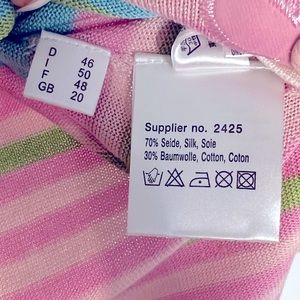 D 46
I 50
F 48
GB 20
Supplier no. 2425
70% Seide, Silk, Soie
30% Baumwolle, Cotton, Coton